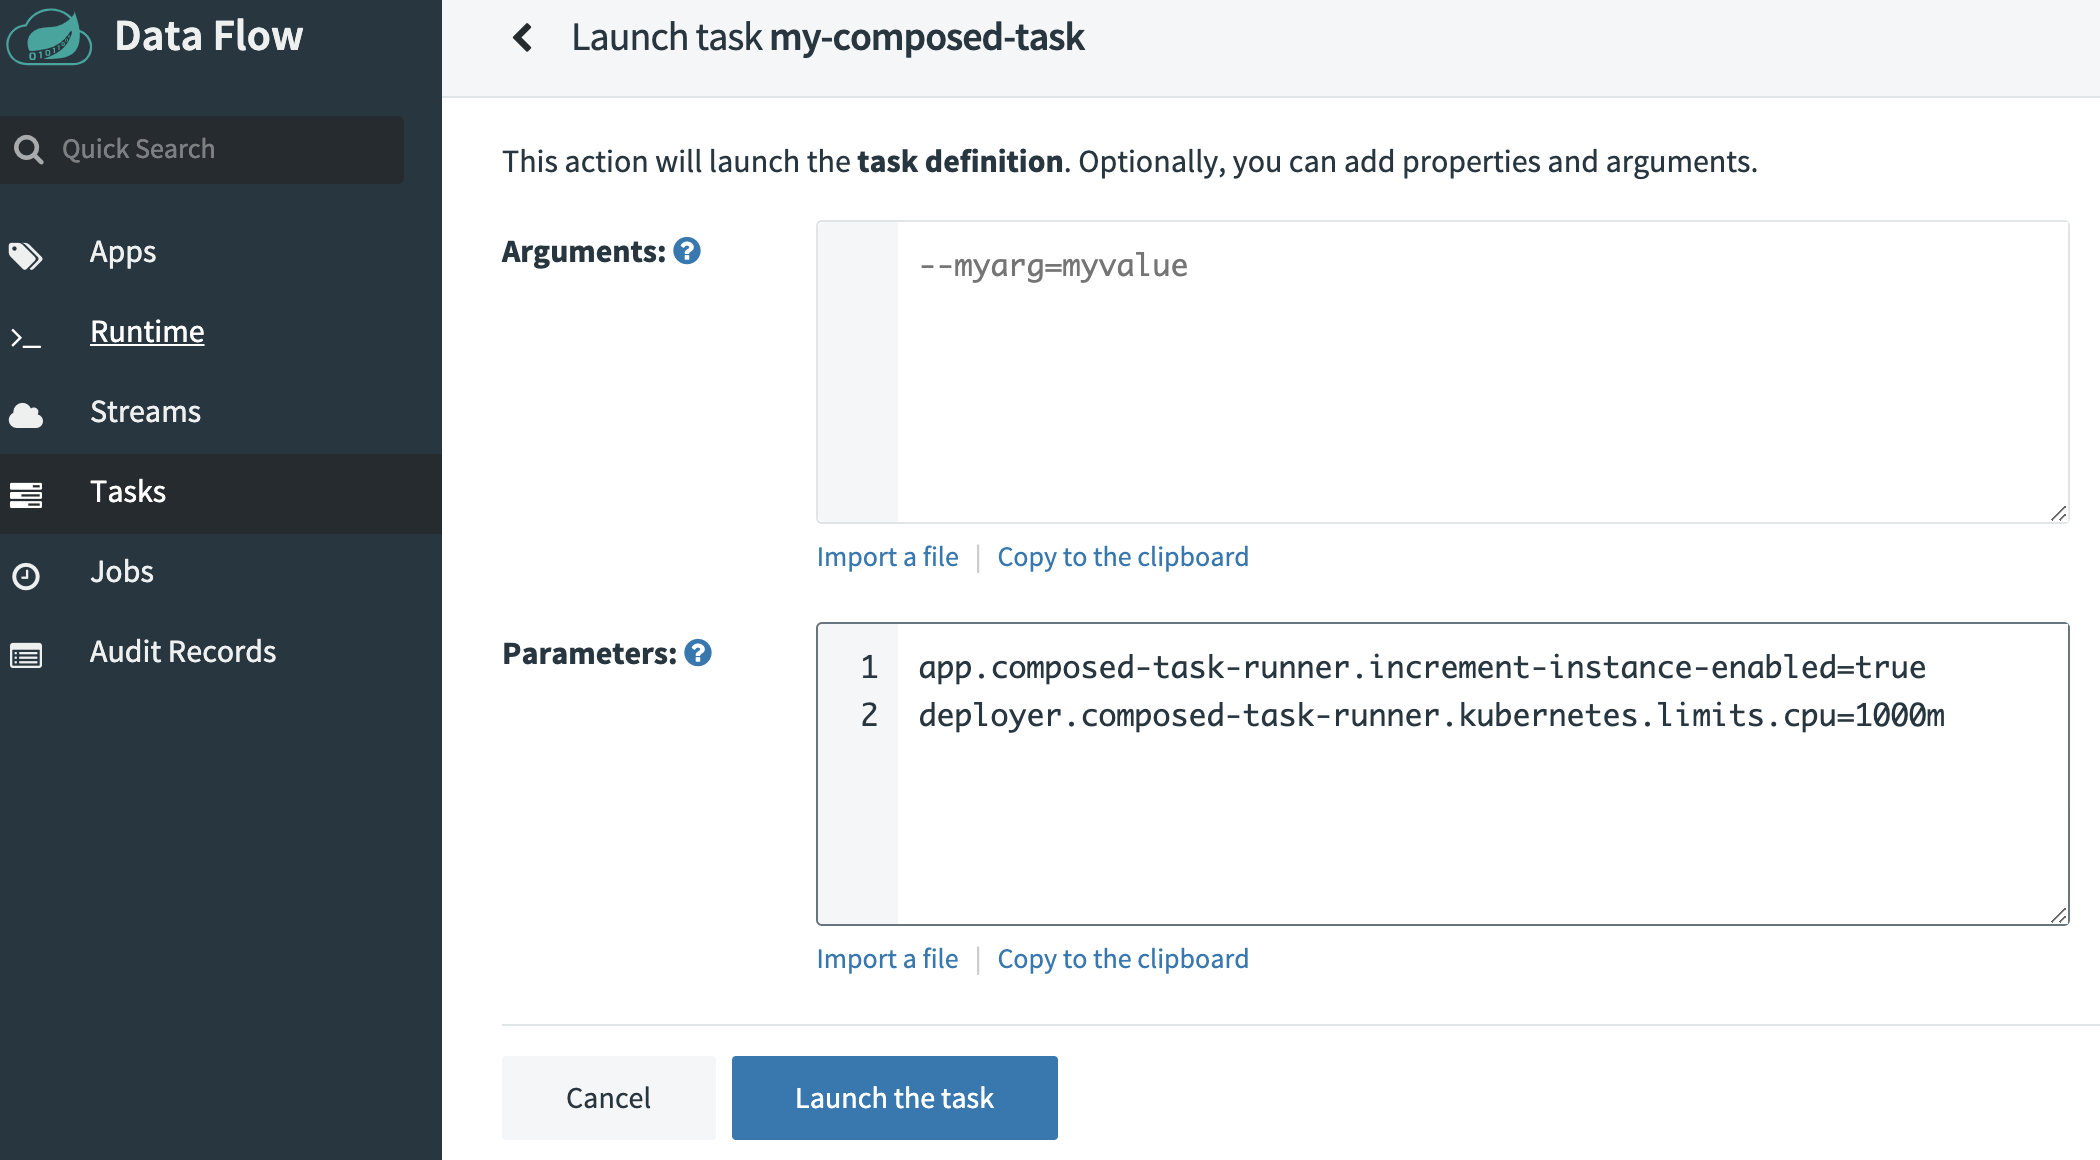 Data Flow
Quick Search
Apps
Runtime
Streams
Tasks
Jobs
Audit Records
Launch task my-composed-task
This action will launch the task definition. Optionally, you can add properties and arguments.
Arguments: ?
--myarg=myvalue
Import a file | Copy to the clipboard
Parameters: ?
1 app.composed-task-runner.increment-instance-enabled=true
2 deployer.composed-task-runner.kubernetes.limits.cpu=1000m
Import a file | Copy to the clipboard
Cancel
Launch the task